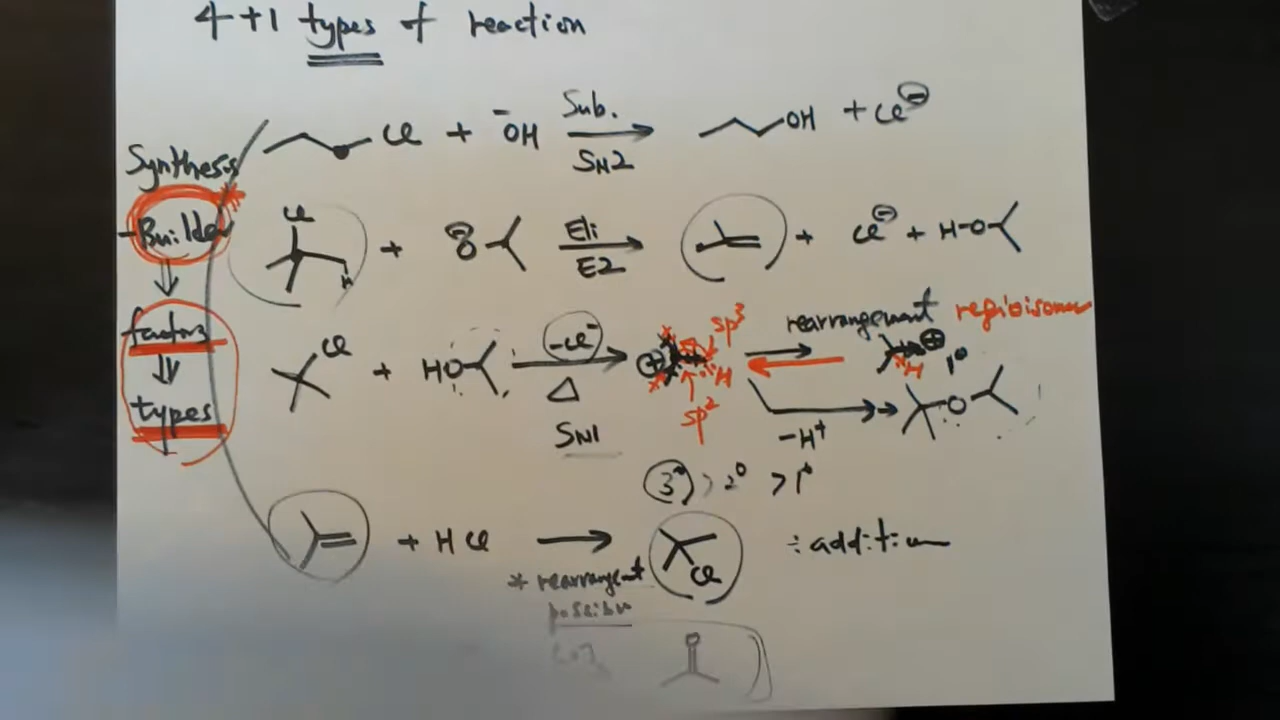 4+1 types of reaction
Cl + ⁻OH Sub. SN2 OH + Cl⊖
Synthesis
-Builder
Cl H + Eli E2 + Cl⊖ + H-O
factors
types
Cl + HO -Cl⁻ △ SN1 ⊕ H sp³ sp² rearrangement regioisomer ⊕ H 1°
-H⁺ O
3° > 2° > 1°
+ HCl Cl : addition
* rearrangent
possible
O